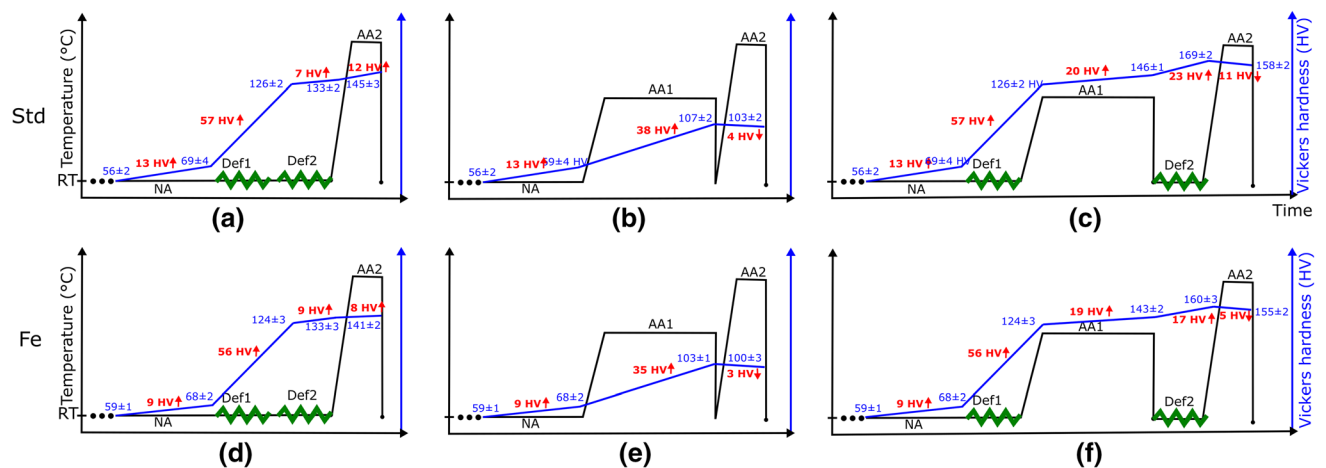 Std
Temperature (°C)
RT
56±2
13 HV
69±4
NA
57 HV
Def1
Def2
126±2
7 HV
133±2
12 HV
145±3
AA2
(a)
56±2
13 HV
69±4 HV
AA1
38 HV
107±2
103±2
4 HV
AA2
(b)
56±2
13 HV
69±4 HV
NA
57 HV
Def1
126±2 HV
20 HV
AA1
146±1
Def2
23 HV
169±2
11 HV
158±2
AA2
(c)
Vickers hardness (HV)
Time
Fe
Temperature (°C)
RT
59±1
9 HV
68±2
NA
56 HV
Def1
Def2
124±3
9 HV
133±3
8 HV
141±2
AA2
(d)
59±1
9 HV
68±2
AA1
35 HV
103±1
100±3
3 HV
AA2
(e)
59±1
9 HV
68±2
NA
56 HV
Def1
124±3
19 HV
AA1
143±2
Def2
17 HV
160±3
5 HV
155±2
AA2
(f)
Vickers hardness (HV)